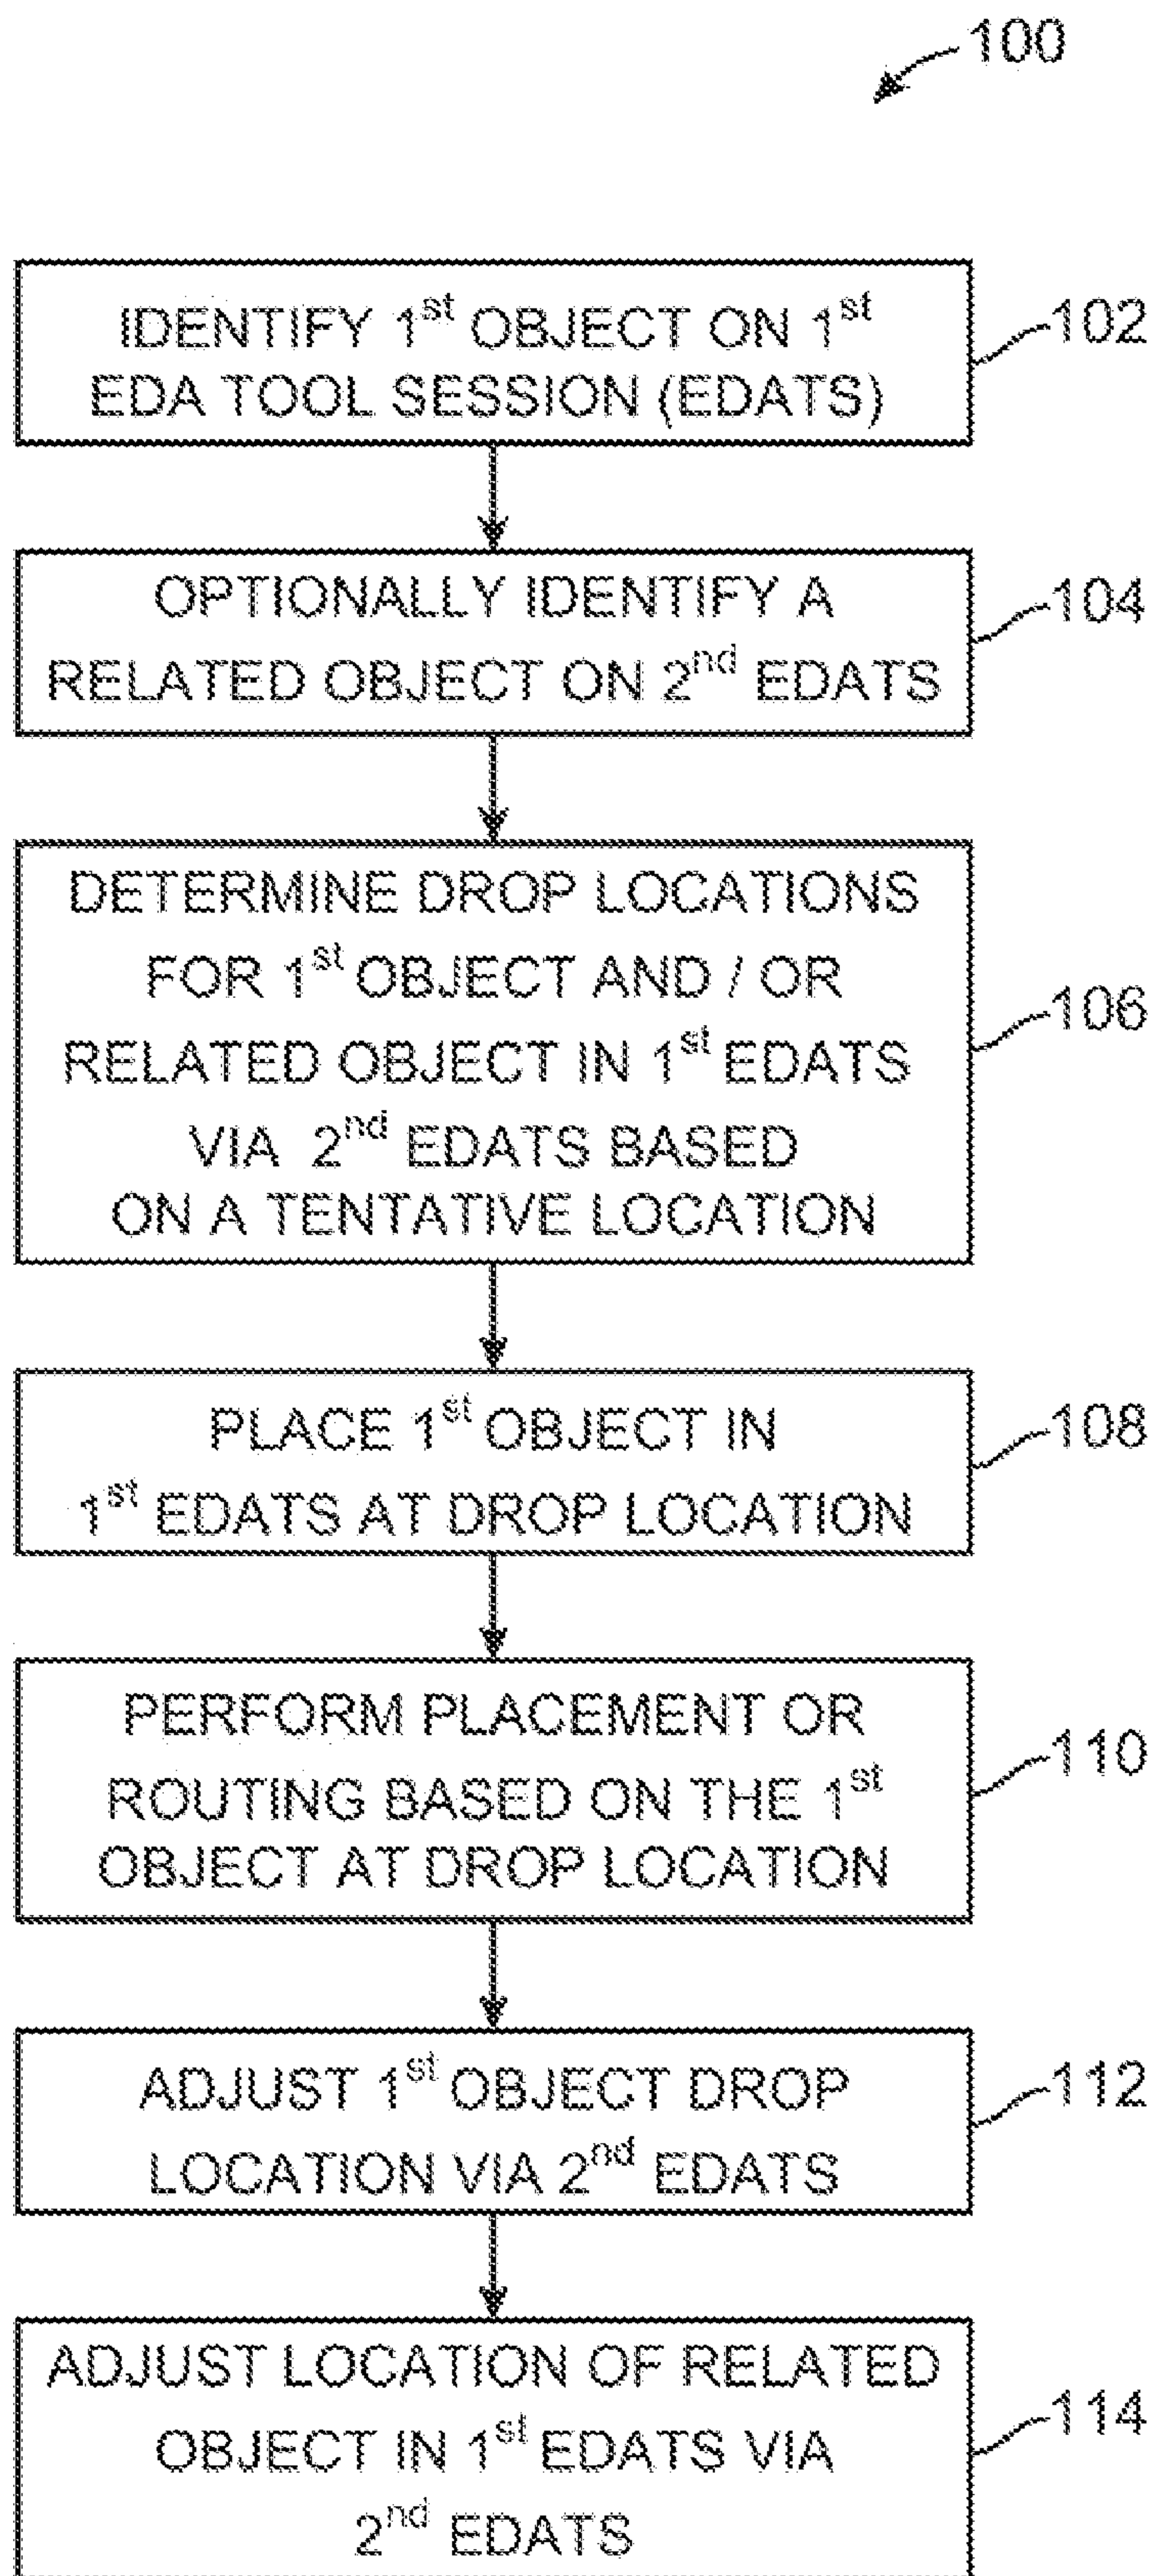 100
IDENTIFY 1st OBJECT ON 1st
EDA TOOL SESSION (EDATS)
102
OPTIONALLY IDENTIFY A
RELATED OBJECT ON 2nd EDATS
104
DETERMINE DROP LOCATIONS
FOR 1st OBJECT AND / OR
RELATED OBJECT IN 1st EDATS
VIA 2nd EDATS BASED
ON A TENTATIVE LOCATION
106
PLACE 1st OBJECT IN
1st EDATS AT DROP LOCATION
108
PERFORM PLACEMENT OR
ROUTING BASED ON THE 1st
OBJECT AT DROP LOCATION
110
ADJUST 1st OBJECT DROP
LOCATION VIA 2nd EDATS
112
ADJUST LOCATION OF RELATED
OBJECT IN 1st EDATS VIA
2nd EDATS
114